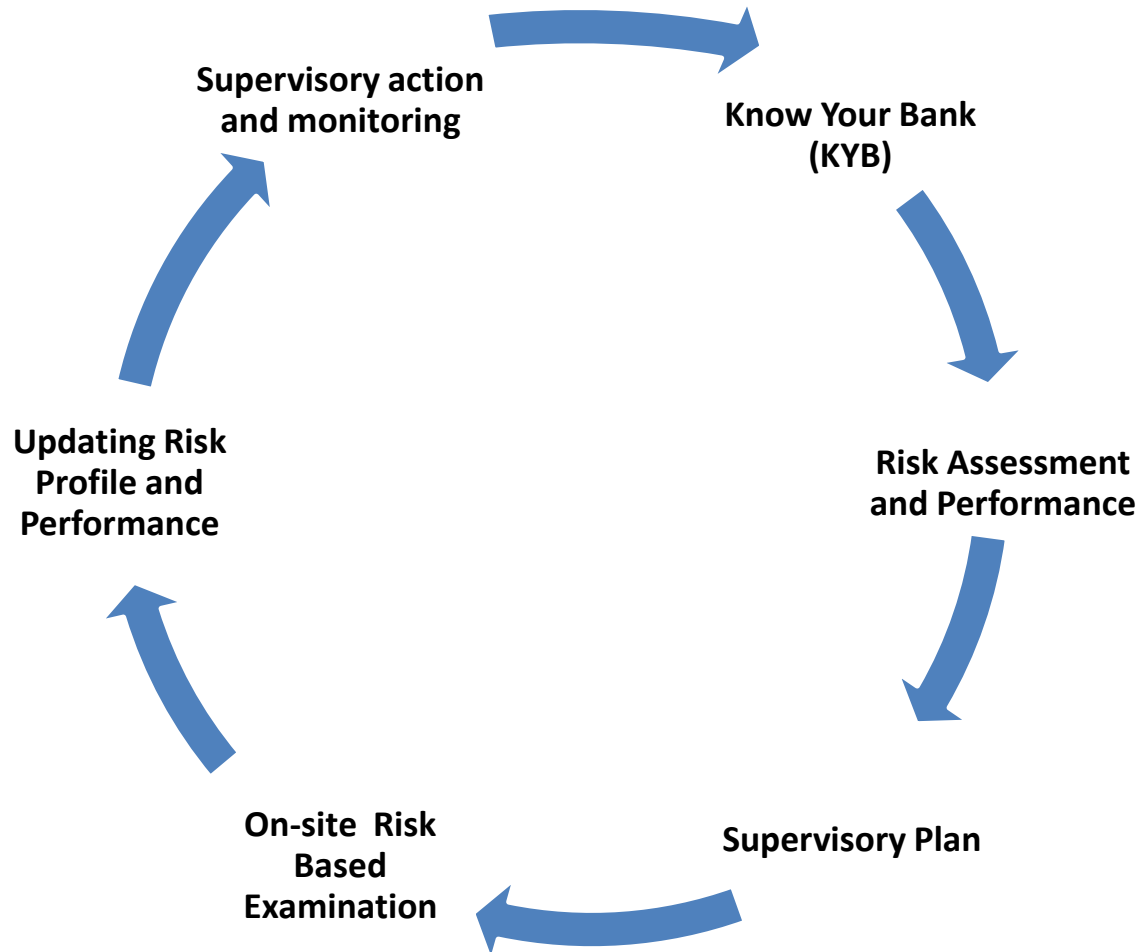 Supervisory action
and monitoring
Know Your Bank
(KYB)
Risk Assessment
and Performance
Supervisory Plan
On-site  Risk
Based
Examination
Updating Risk
Profile and
Performance